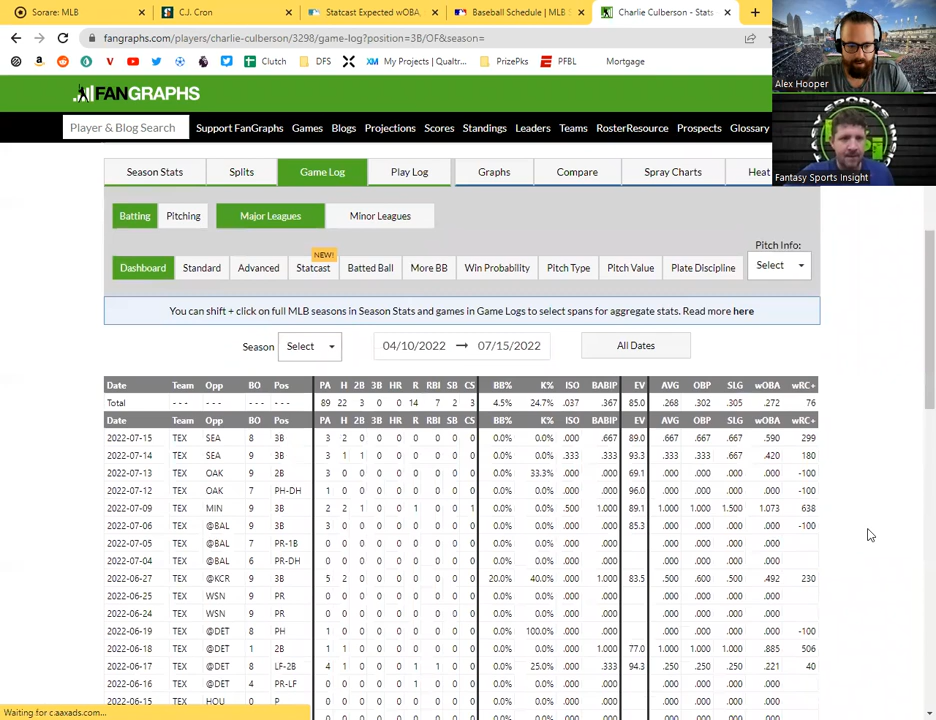 Sorare: MLB
C.J. Cron
Statcast Expected wOBA,
Baseball Schedule | MLB S
Charlie Culberson - Stats
fangraphs.com/players/charlie-culberson/3298/game-log?position=3B/OF&season=
Clutch DFS My Projects (Qualtr... PrizePks PFBL Mortgage
Alex Hooper
Fantasy Sports Insight
FANGRAPHS
Player & Blog Search Support FanGraphs Games Blogs Projections Scores Standings Leaders Teams RosterResource Prospects Glossary
Season Stats Splits Game Log Play Log Graphs Compare Spray Charts Heat
Batting Pitching Major Leagues Minor Leagues
Pitch Info:
NEW!
Dashboard Standard Advanced Statcast Batted Ball More BB Win Probability Pitch Type Pitch Value Plate Discipline Select
You can shift + click on full MLB seasons in Season Stats and games in Game Logs to select spans for aggregate stats. Read more here
Season Select 04/10/2022 → 07/15/2022 All Dates
Date Team Opp BO Pos PA H 2B 3B HR R RBI SB CS BB% K% ISO BABIP EV AVG OBP SLG wOBA wRC+
Total - - - - - - - - - - - - 89 22 3 0 0 14 7 2 3 4.5% 24.7% .037 .367 85.0 .268 .302 .305 .272 76
Date Team Opp BO Pos PA H 2B 3B HR R RBI SB CS BB% K% ISO BABIP EV AVG OBP SLG wOBA wRC+
2022-07-15 TEX SEA 8 3B 3 2 0 0 0 0 0 0 0 0.0% 0.0% .000 .667 89.0 .667 .667 .667 .590 299
2022-07-14 TEX SEA 9 3B 3 1 1 0 0 0 0 0 0 0.0% 0.0% .333 .333 93.3 .333 .333 .667 .420 180
2022-07-13 TEX OAK 9 2B 3 0 0 0 0 0 0 0 0 0.0% 33.3% .000 .000 69.1 .000 .000 .000 .000 -100
2022-07-12 TEX OAK 7 PH-DH 1 0 0 0 0 0 0 0 0 0.0% 0.0% .000 .000 96.0 .000 .000 .000 .000 -100
2022-07-09 TEX MIN 9 3B 2 2 1 0 0 1 0 0 1 0.0% 0.0% .500 1.000 89.1 1.000 1.000 1.500 1.073 638
2022-07-06 TEX @BAL 9 3B 3 0 0 0 0 0 0 0 0 0.0% 0.0% .000 .000 85.3 .000 .000 .000 .000 -100
2022-07-05 TEX @BAL 7 PR-1B 0 0 0 0 0 0 0 0 0 0.0% 0.0% .000 .000 .000 .000 .000 .000
2022-07-04 TEX @BAL 6 PR-DH 0 0 0 0 0 0 0 0 0 0.0% 0.0% .000 .000 .000 .000 .000 .000
2022-06-27 TEX @KCR 9 3B 5 2 0 0 0 0 0 0 0 20.0% 40.0% .000 1.000 83.5 .500 .600 .500 .492 230
2022-06-25 TEX WSN 9 PR 0 0 0 0 0 0 0 0 0 0.0% 0.0% .000 .000 .000 .000 .000 .000
2022-06-24 TEX WSN 9 PR 0 0 0 0 0 0 0 0 0 0.0% 0.0% .000 .000 .000 .000 .000 .000
2022-06-19 TEX @DET 8 PH 1 0 0 0 0 0 0 0 0 0.0% 100.0% .000 .000 .000 .000 .000 .000 -100
2022-06-18 TEX @DET 1 2B 1 1 0 0 0 0 0 0 0 0.0% 0.0% .000 1.000 77.0 1.000 1.000 1.000 .885 506
2022-06-17 TEX @DET 8 LF-2B 4 1 0 0 0 1 1 0 0 0.0% 25.0% .000 .333 94.3 .250 .250 .250 .221 40
2022-06-16 TEX @DET 4 PR-LF 0 0 0 0 0 1 0 0 0 0.0% 0.0% .000 .000 .000 .000 .000 .000
2022-06-15 TEX HOU 0 P 0 0 0 0 0 0 0 0 0 0.0% 0.0% .000 .000 .000 .000 .000 .000
Waiting for c.aaxads.com...